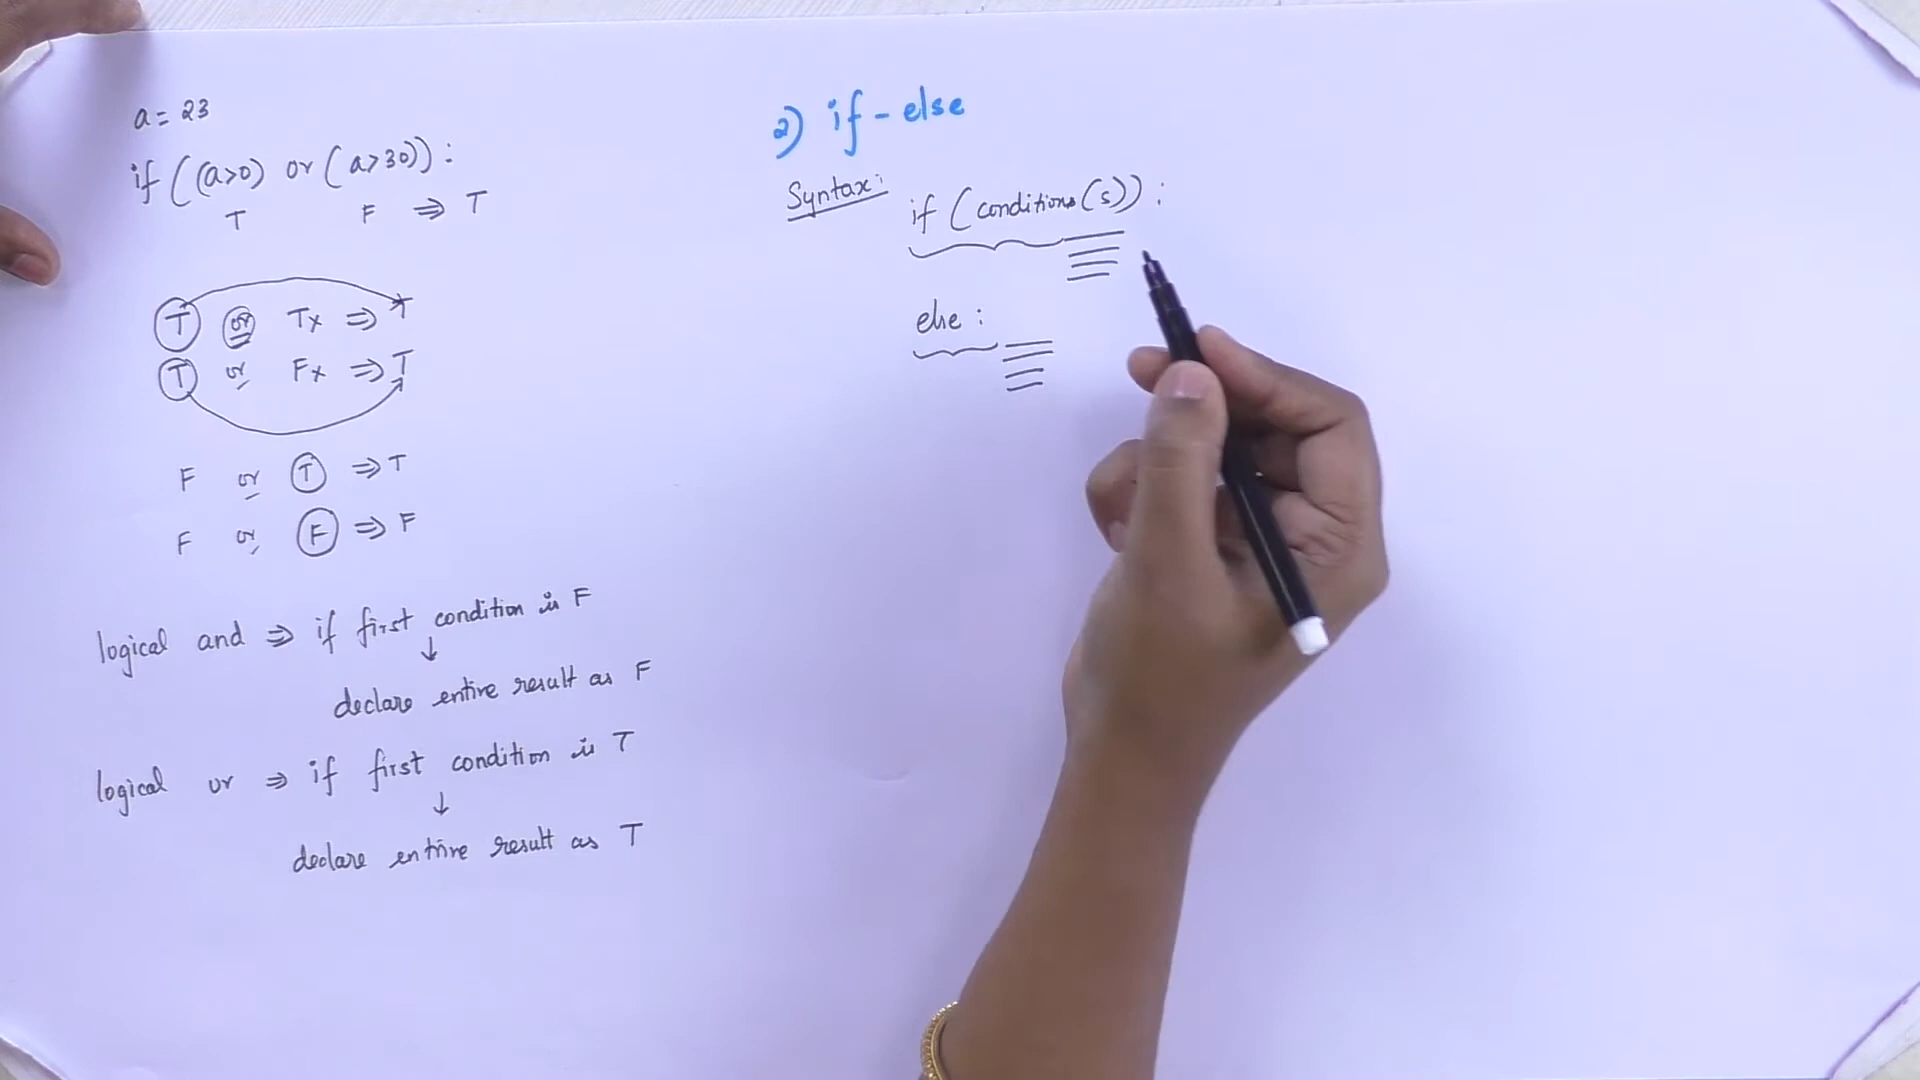 a = 23
if ((a>0) or (a>30)) :
T F ⇒ T
T or Tx ⇒ T
T or Fx ⇒ T
F or T ⇒ T
F or F ⇒ F
logical and ⇒ if first condition is F
↓
declare entire result as F
logical or ⇒ if first condition is T
↓
declare entire result as T
2) if - else
Syntax:
if (conditions(s)) :
else :